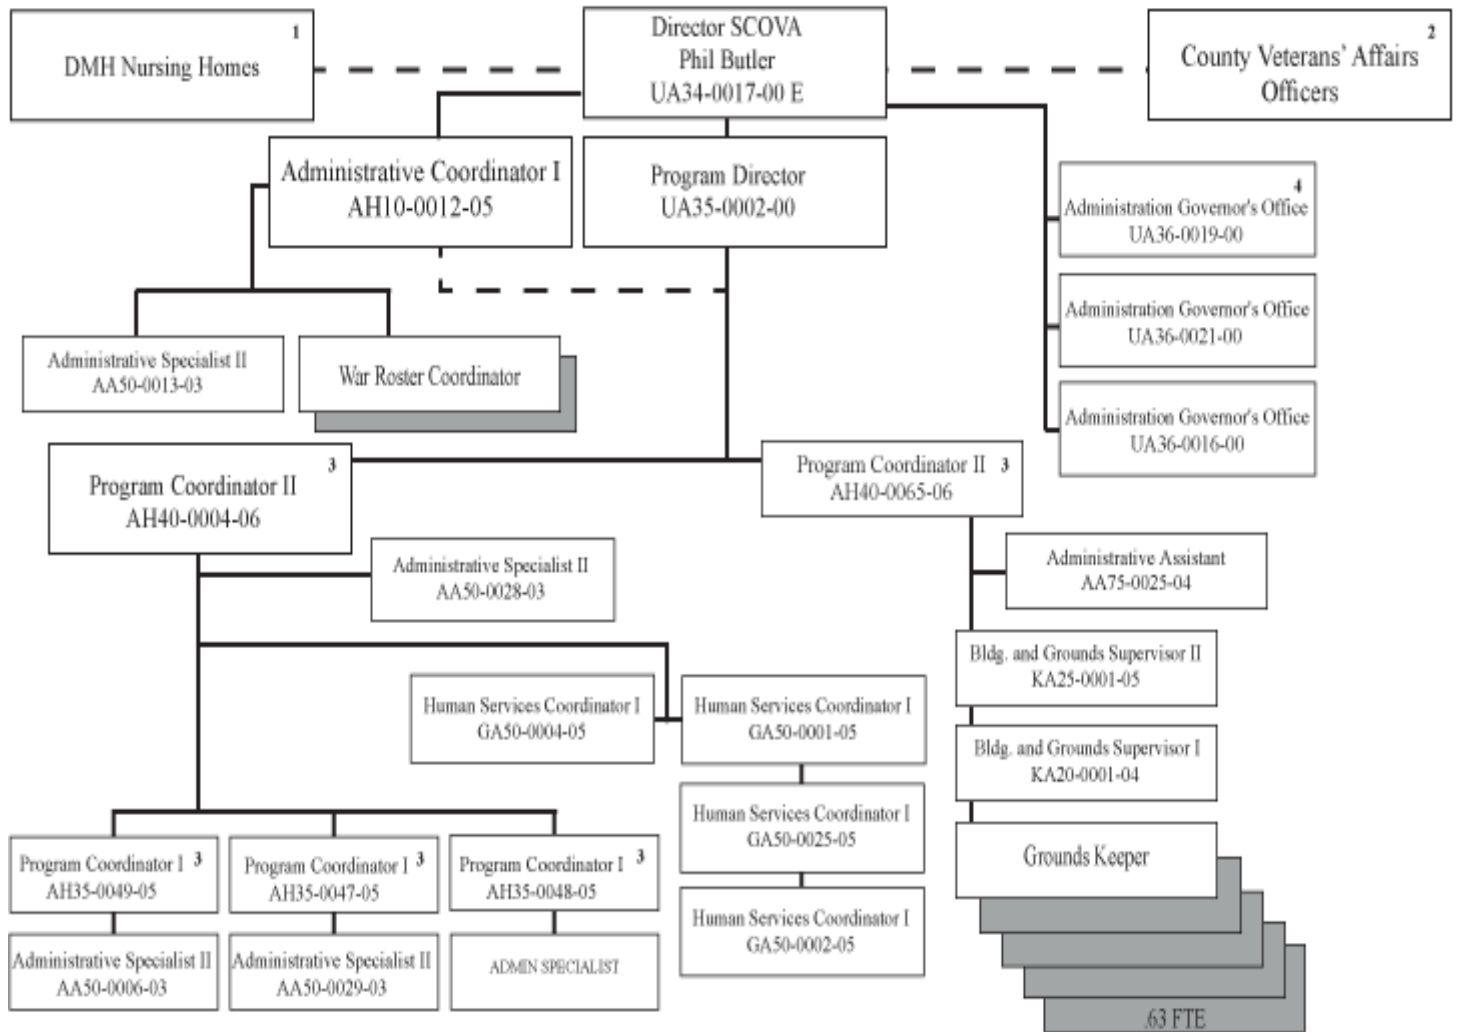 1
DMH Nursing Homes
Director SCOVA
Phil Butler
UA34-0017-00 E
2
County Veterans' Affairs
Officers
Administrative Coordinator I
AH10-0012-05
Program Director
UA35-0002-00
4
Administration Governor's Office
UA36-0019-00
Administration Governor's Office
UA36-0021-00
Administration Governor's Office
UA36-0016-00
Administrative Specialist II
AA50-0013-03
War Roster Coordinator
3
Program Coordinator II
AH40-0004-06
Program Coordinator II 3
AH40-0065-06
Administrative Specialist II
AA50-0028-03
Administrative Assistant
AA75-0025-04
Bldg. and Grounds Supervisor II
KA25-0001-05
Human Services Coordinator I
GA50-0004-05
Human Services Coordinator I
GA50-0001-05
Bldg. and Grounds Supervisor I
KA20-0001-04
Human Services Coordinator I
GA50-0025-05
Human Services Coordinator I
GA50-0002-05
Grounds Keeper
.63 FTE
Program Coordinator I 3
AH35-0049-05
Program Coordinator I 3
AH35-0047-05
Program Coordinator I 3
AH35-0048-05
Administrative Specialist II
AA50-0006-03
Administrative Specialist II
AA50-0029-03
ADMIN SPECIALIST